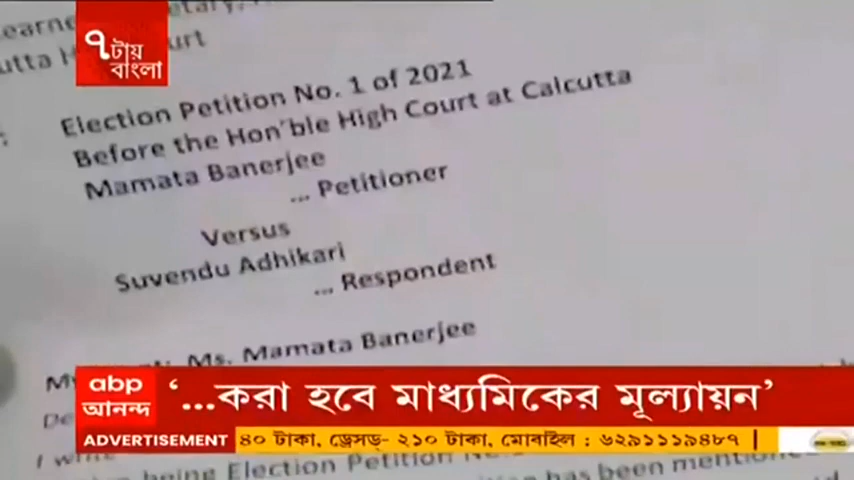 ৭টায়
বাংলা
Election Petition No. 1 of 2021
Before the Hon'ble High Court at Calcutta
Mamata Banerjee
... Petitioner
Versus
Suvendu Adhikari
... Respondent
Ms. Mamata Banerjee
abp
আনন্দ
‘...করা হবে মাধ্যমিকের মূল্যায়ন’
ADVERTISEMENT
৪০ টাকা, ড্রেসড্- ২১০ টাকা, মোবাইল : ৬২৯১১১৯৪৮৭
being Election Petition
has been mentioned